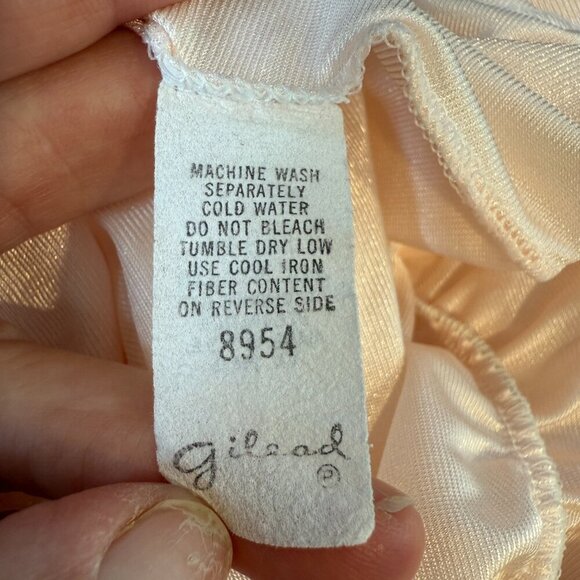 MACHINE WASH
SEPARATELY
COLD WATER
DO NOT BLEACH
TUMBLE DRY LOW
USE COOL IRON
FIBER CONTENT
ON REVERSE SIDE
8954
gilead
P